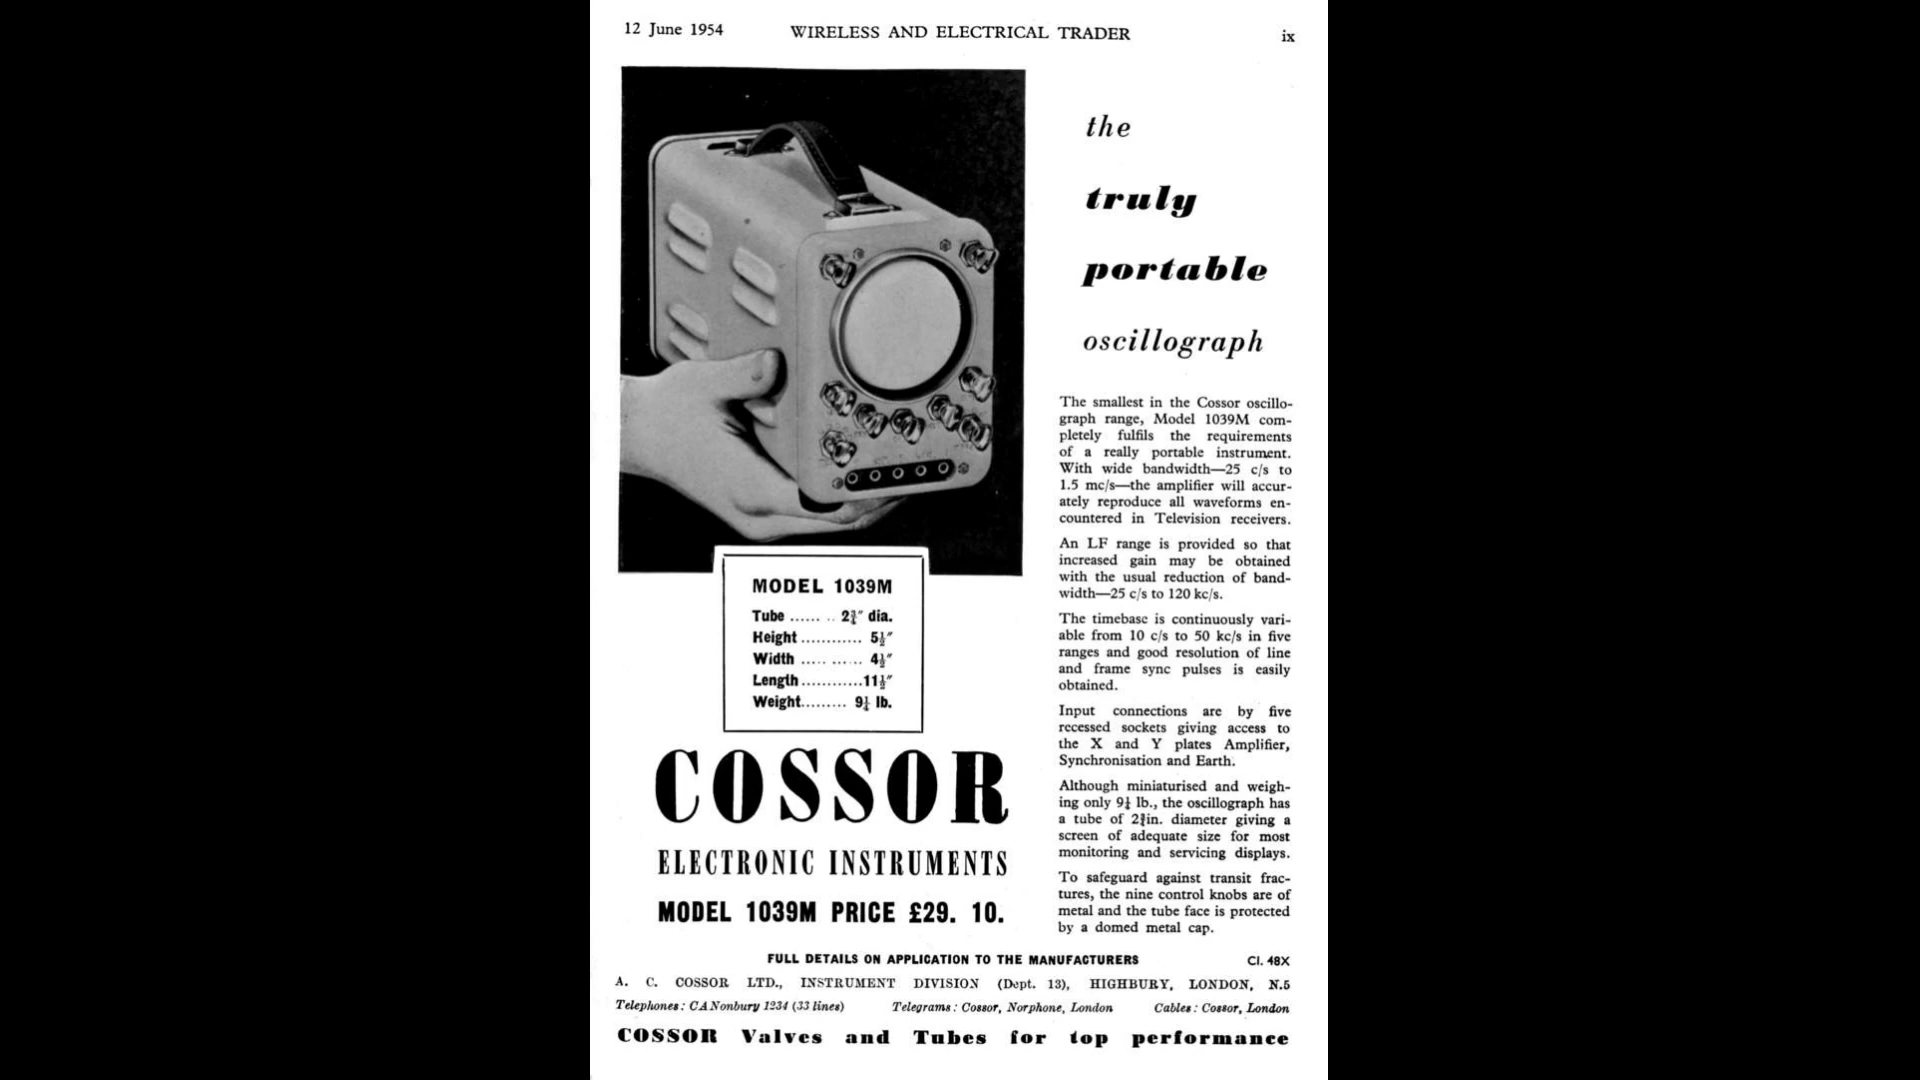 12 June 1954 WIRELESS AND ELECTRICAL TRADER ix
the
truly
portable
oscillograph
The smallest in the Cossor oscillo-
graph range, Model 1039M com-
pletely fulfils the requirements
of a really portable instrument.
With wide bandwidth—25 c/s to
1.5 mc/s—the amplifier will accur-
ately reproduce all waveforms en-
countered in Television receivers.
An LF range is provided so that
increased gain may be obtained
with the usual reduction of band-
width—25 c/s to 120 kc/s.
The timebase is continuously vari-
able from 10 c/s to 50 kc/s in five
ranges and good resolution of line
and frame sync pulses is easily
obtained.
Input connections are by five
recessed sockets giving access to
the X and Y plates Amplifier,
Synchronisation and Earth.
Although miniaturised and weigh-
ing only 9¼ lb., the oscillograph has
a tube of 2¾in. diameter giving a
screen of adequate size for most
monitoring and servicing displays.
To safeguard against transit frac-
tures, the nine control knobs are of
metal and the tube face is protected
by a domed metal cap.
MODEL 1039M
Tube ...... .. 2¾″ dia.
Height ............ 5½″
Width ..... ...... 4½″
Length ............ 11½″
Weight......... 9¼ lb.
COSSOR
ELECTRONIC INSTRUMENTS
MODEL 1039M PRICE £29. 10.
FULL DETAILS ON APPLICATION TO THE MANUFACTURERS CI. 48X
A. C. COSSOR LTD., INSTRUMENT DIVISION (Dept. 13), HIGHBURY, LONDON, N.5
Telephones: CANonbury 1234 (33 lines) Telegrams: Cossor, Norphone, London Cables: Cossor, London
COSSOR Valves and Tubes for top performance